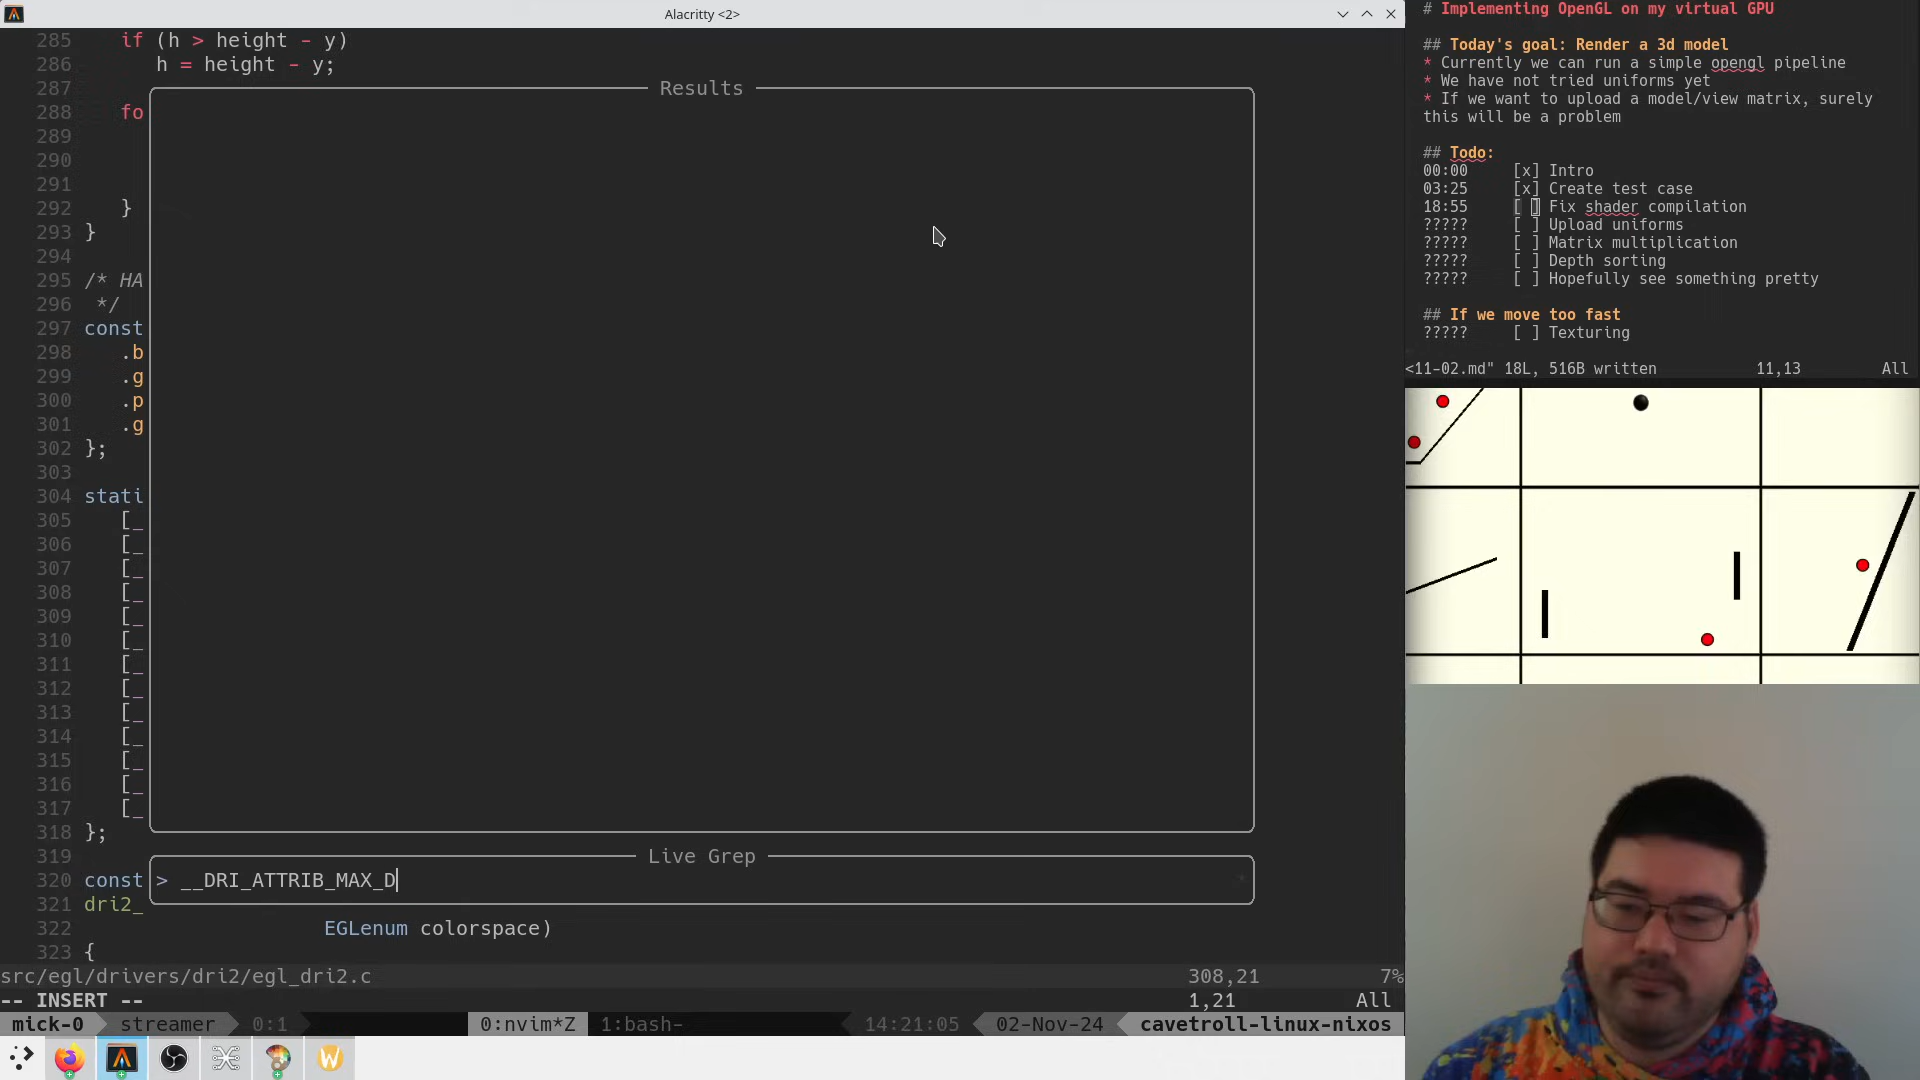 Alacritty <2>
285 if (h > height - y)
286 h = height - y;
287
Results
288 fo
289
290
291
292 }
293 }
294
295 /* HA
296 */
297 const
298 .b
299 .g
300 .p
301 .g
302 };
303
304 stati
305 [_
306 [_
307 [_
308 [_
309 [_
310 [_
311 [_
312 [_
313 [_
314 [_
315 [_
316 [_
317 [_
318 };
319
Live Grep
320 const
> __DRI_ATTRIB_MAX_D
321 dri2_
322 EGLenum colorspace)
323 {
src/egl/drivers/dri2/egl_dri2.c 308,21 7%
-- INSERT -- 1,21 All
mick-0 streamer 0:1 0:nvim*Z 1:bash- 14:21:05 02-Nov-24 cavetroll-linux-nixos
# Implementing OpenGL on my virtual GPU
## Today's goal: Render a 3d model
* Currently we can run a simple opengl pipeline
* We have not tried uniforms yet
* If we want to upload a model/view matrix, surely
this will be a problem
## Todo:
00:00 [x] Intro
03:25 [x] Create test case
18:55 [ ] Fix shader compilation
????? [ ] Upload uniforms
????? [ ] Matrix multiplication
????? [ ] Depth sorting
????? [ ] Hopefully see something pretty
## If we move too fast
????? [ ] Texturing
<11-02.md" 18L, 516B written 11,13 All